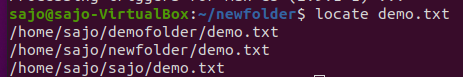 sajo@sajo-VirtualBox:~/newfolder$ locate demo.txt
/home/sajo/demofolder/demo.txt
/home/sajo/newfolder/demo.txt
/home/sajo/sajo/demo.txt